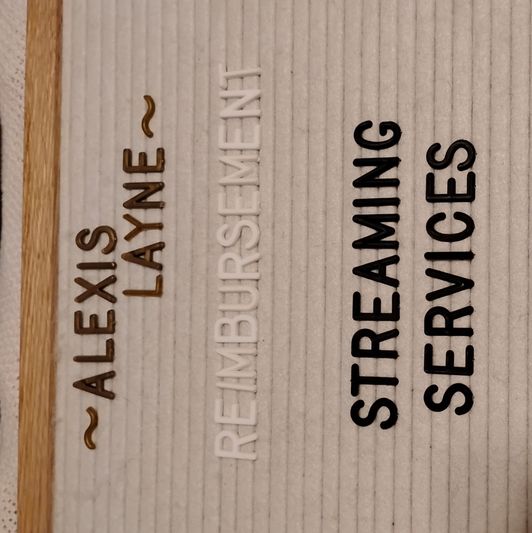 ~ALEXIS
LAYNE~
REIMBURSEMENT
STREAMING
SERVICES